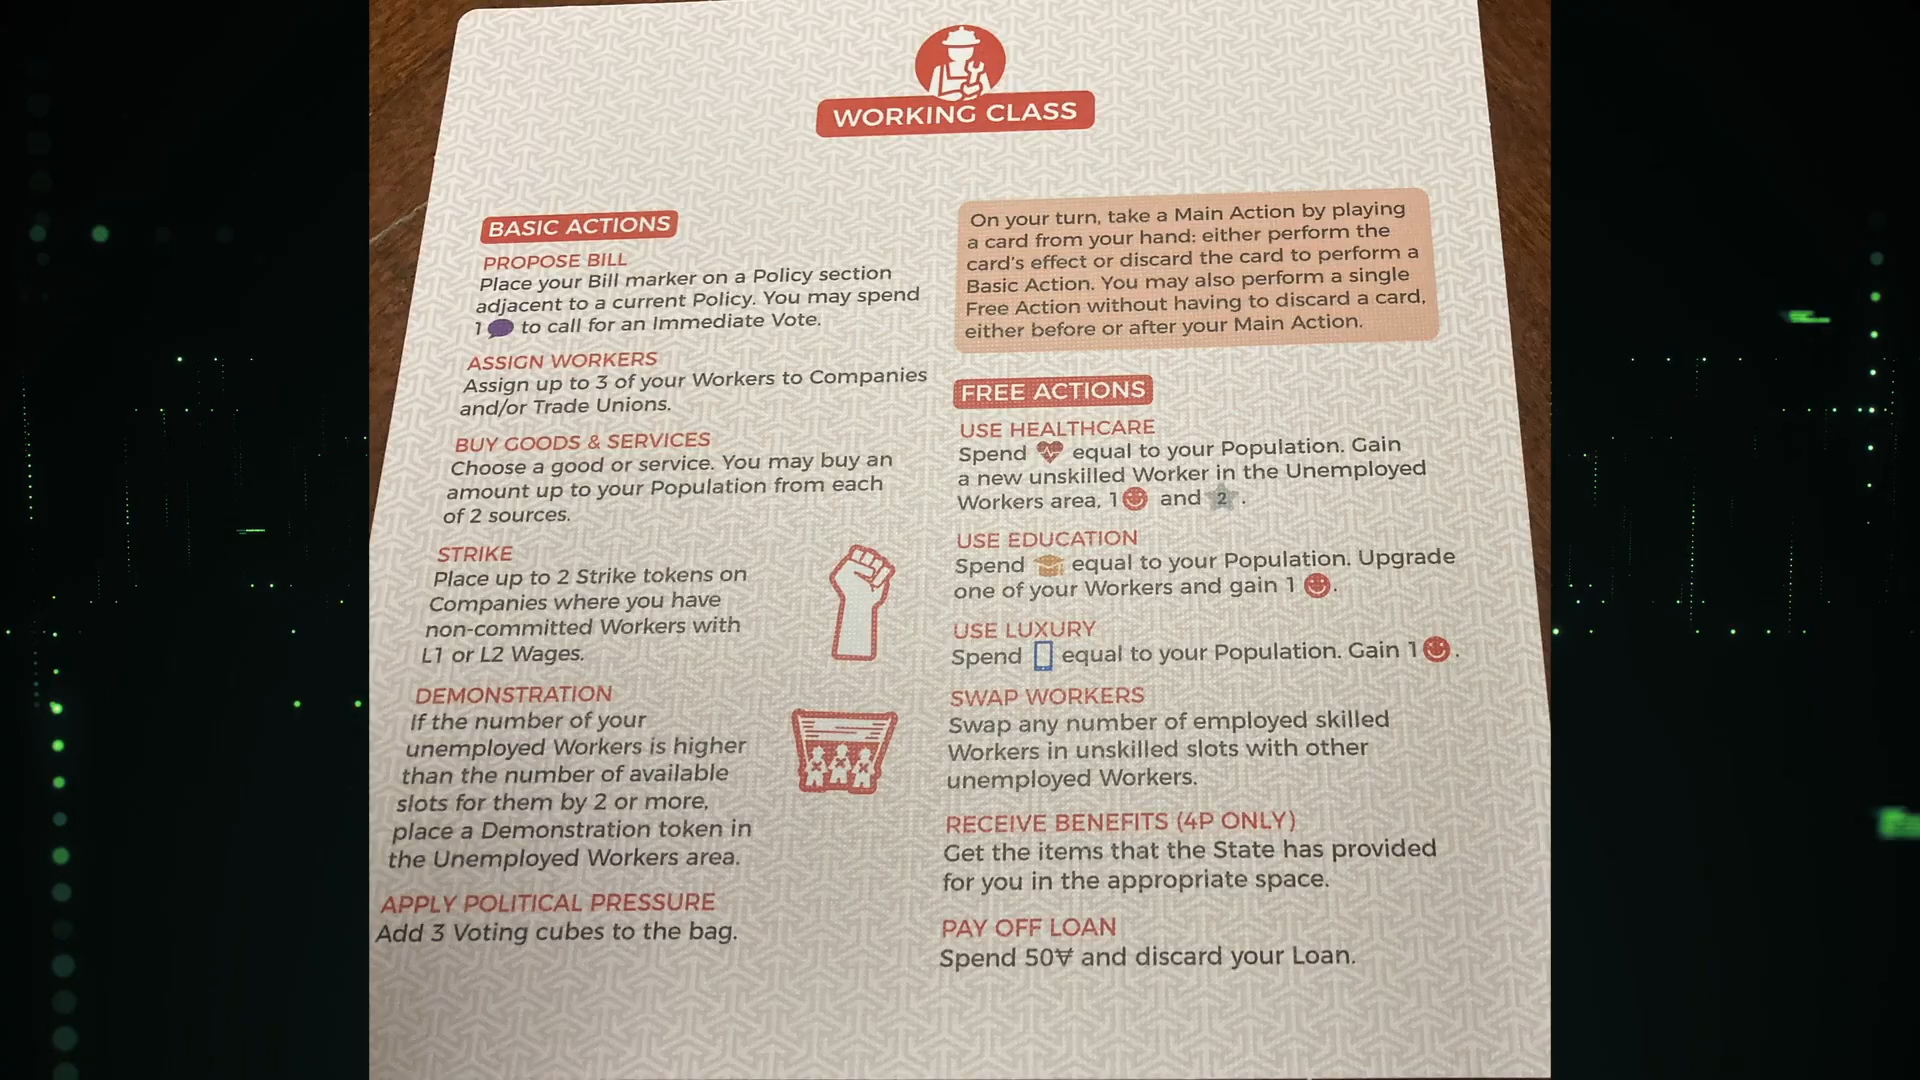 WORKING CLASS
BASIC ACTIONS
PROPOSE BILL
Place your Bill marker on a Policy section
adjacent to a current Policy. You may spend
1 to call for an Immediate Vote.
ASSIGN WORKERS
Assign up to 3 of your Workers to Companies
and/or Trade Unions.
BUY GOODS & SERVICES
Choose a good or service. You may buy an
amount up to your Population from each
of 2 sources.
STRIKE
Place up to 2 Strike tokens on
Companies where you have
non-committed Workers with
L1 or L2 Wages.
DEMONSTRATION
If the number of your
unemployed Workers is higher
than the number of available
slots for them by 2 or more,
place a Demonstration token in
the Unemployed Workers area.
APPLY POLITICAL PRESSURE
Add 3 Voting cubes to the bag.
On your turn, take a Main Action by playing
a card from your hand: either perform the
card's effect or discard the card to perform a
Basic Action. You may also perform a single
Free Action without having to discard a card,
either before or after your Main Action.
FREE ACTIONS
USE HEALTHCARE
Spend equal to your Population. Gain
a new unskilled Worker in the Unemployed
Workers area, 1 and 2.
USE EDUCATION
Spend equal to your Population. Upgrade
one of your Workers and gain 1.
USE LUXURY
Spend equal to your Population. Gain 1.
SWAP WORKERS
Swap any number of employed skilled
Workers in unskilled slots with other
unemployed Workers.
RECEIVE BENEFITS (4P ONLY)
Get the items that the State has provided
for you in the appropriate space.
PAY OFF LOAN
Spend 50 and discard your Loan.